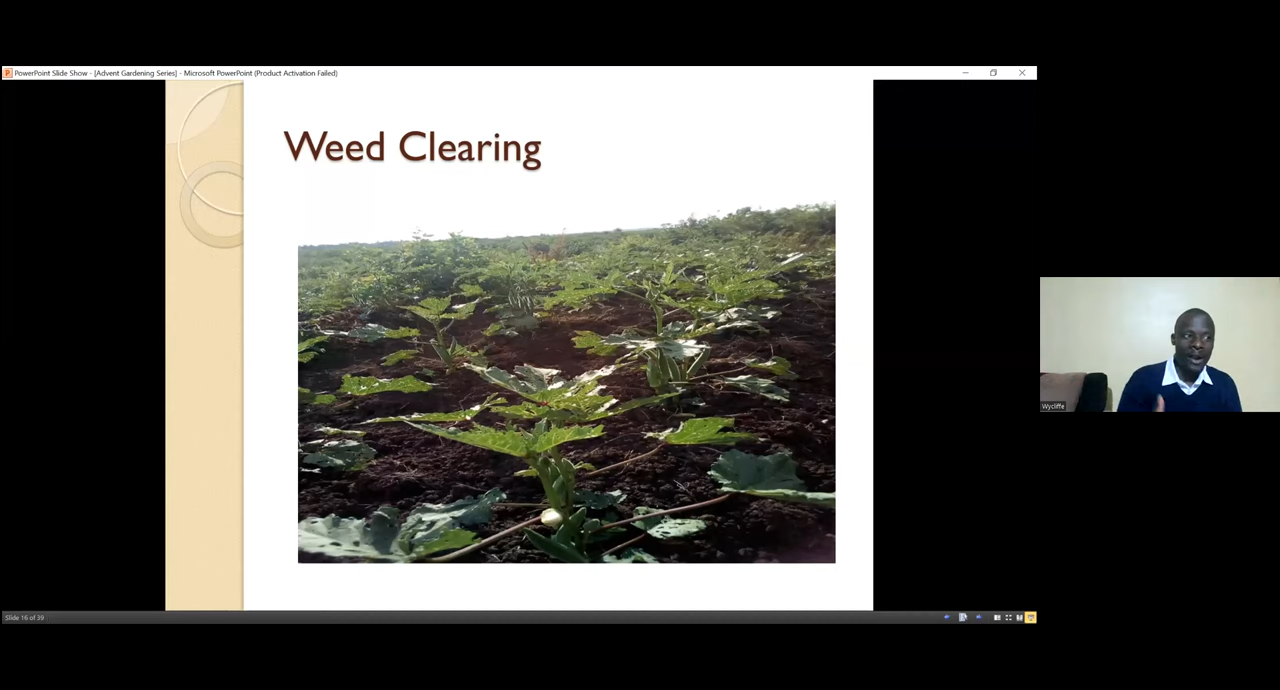 PowerPoint Slide Show - [Advent Gardening Series] - Microsoft PowerPoint (Product Activation Failed)
Weed Clearing
Wycliffe
Slide 16 of 39